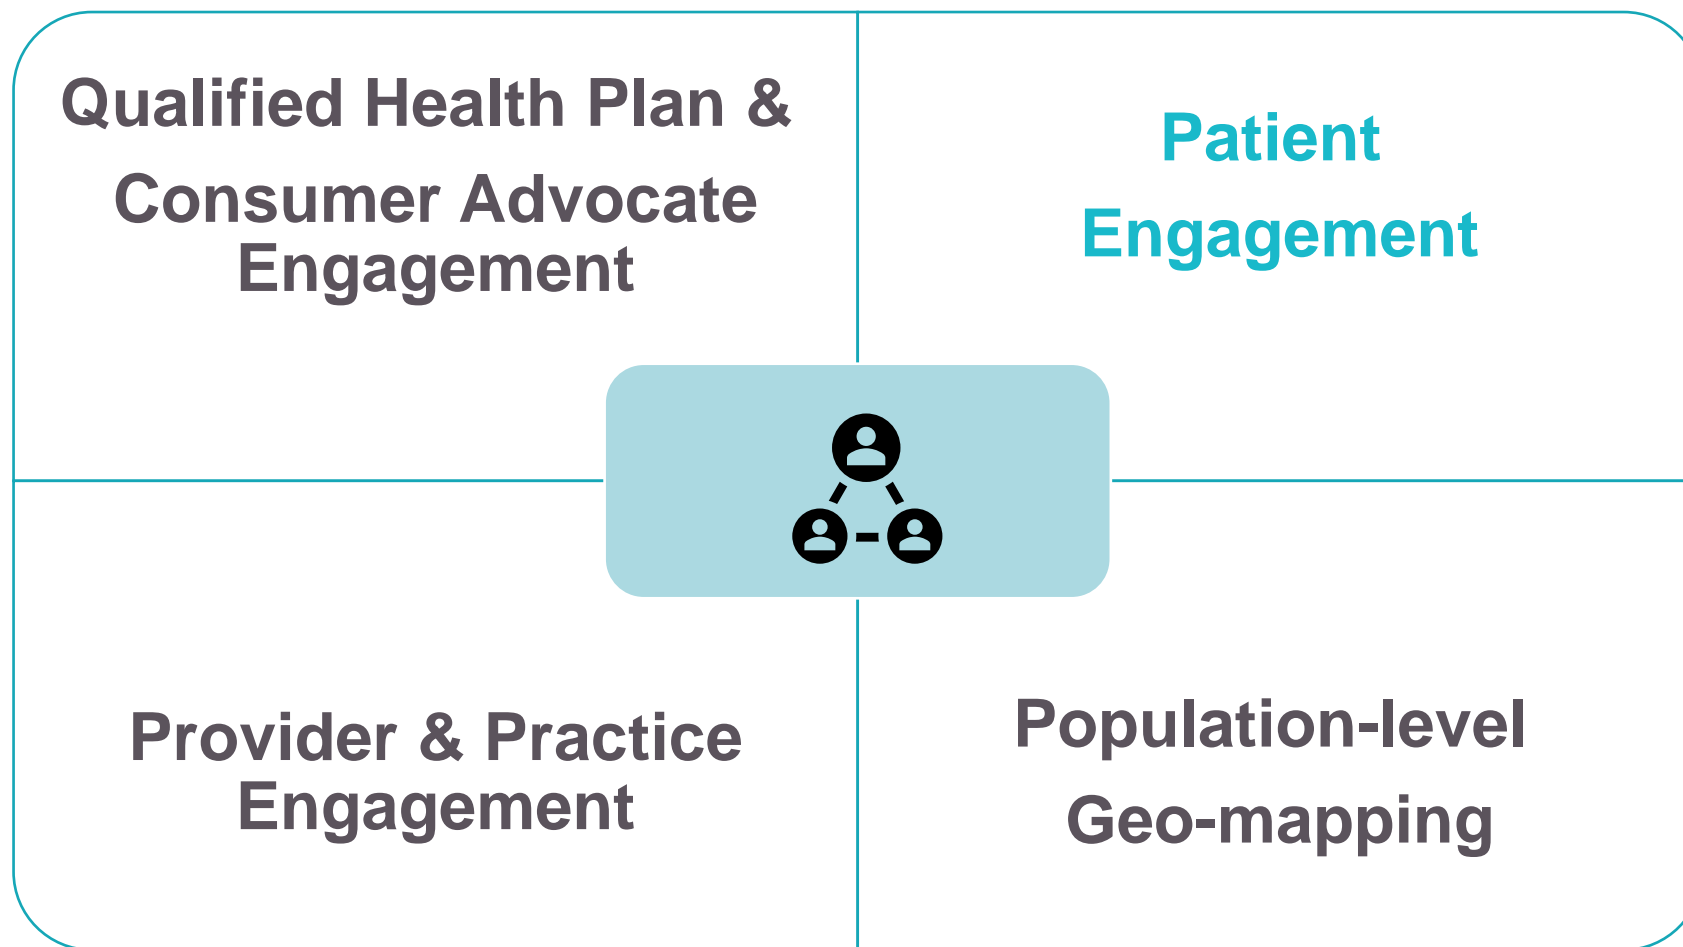 Qualified Health Plan &
Consumer Advocate
Engagement
Patient
Engagement
Provider & Practice
Engagement
Population-level
Geo-mapping